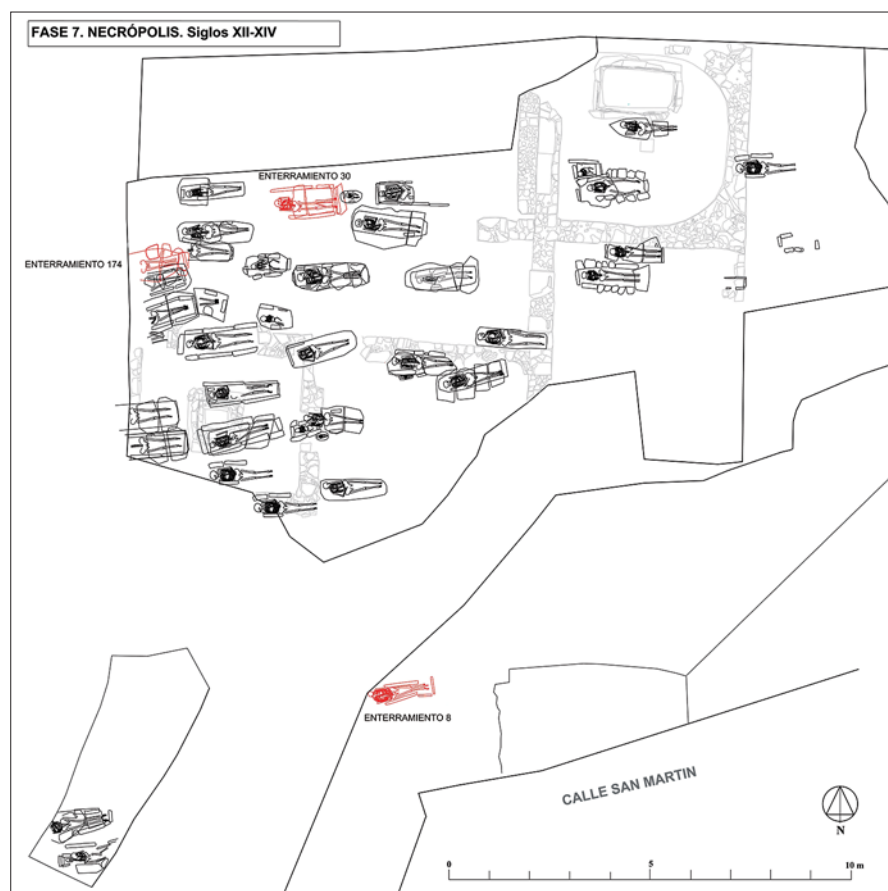 FASE 7. NECRÓPOLIS. Siglos XII-XIV
ENTERRAMIENTO 30
ENTERRAMIENTO 174
ENTERRAMIENTO 8
CALLE SAN MARTIN
N
0 5 10 m